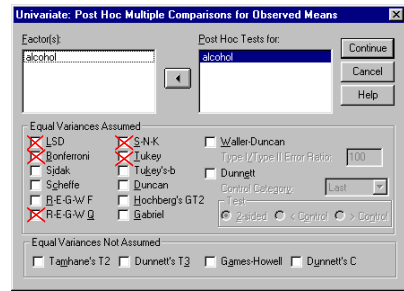 Univariate: Post Hoc Multiple Comparisons for Observed Means
Factor(s):
alcohol
Post Hoc Tests for:
alcohol
Continue
Cancel
Help
Equal Variances Assumed
LSD
S-N-K
Waller-Duncan
Bonferroni
Tukey
Type I/Type II Error Ratio:
100
Sidak
Tukey's-b
Dunnett
Scheffe
Duncan
Control Category:
Last
R-E-G-W F
Hochberg's GT2
Test
R-E-G-W Q
Gabriel
2-sided
< Control
> Control
Equal Variances Not Assumed
Tamhane's T2
Dunnett's T3
Games-Howell
Dunnett's C